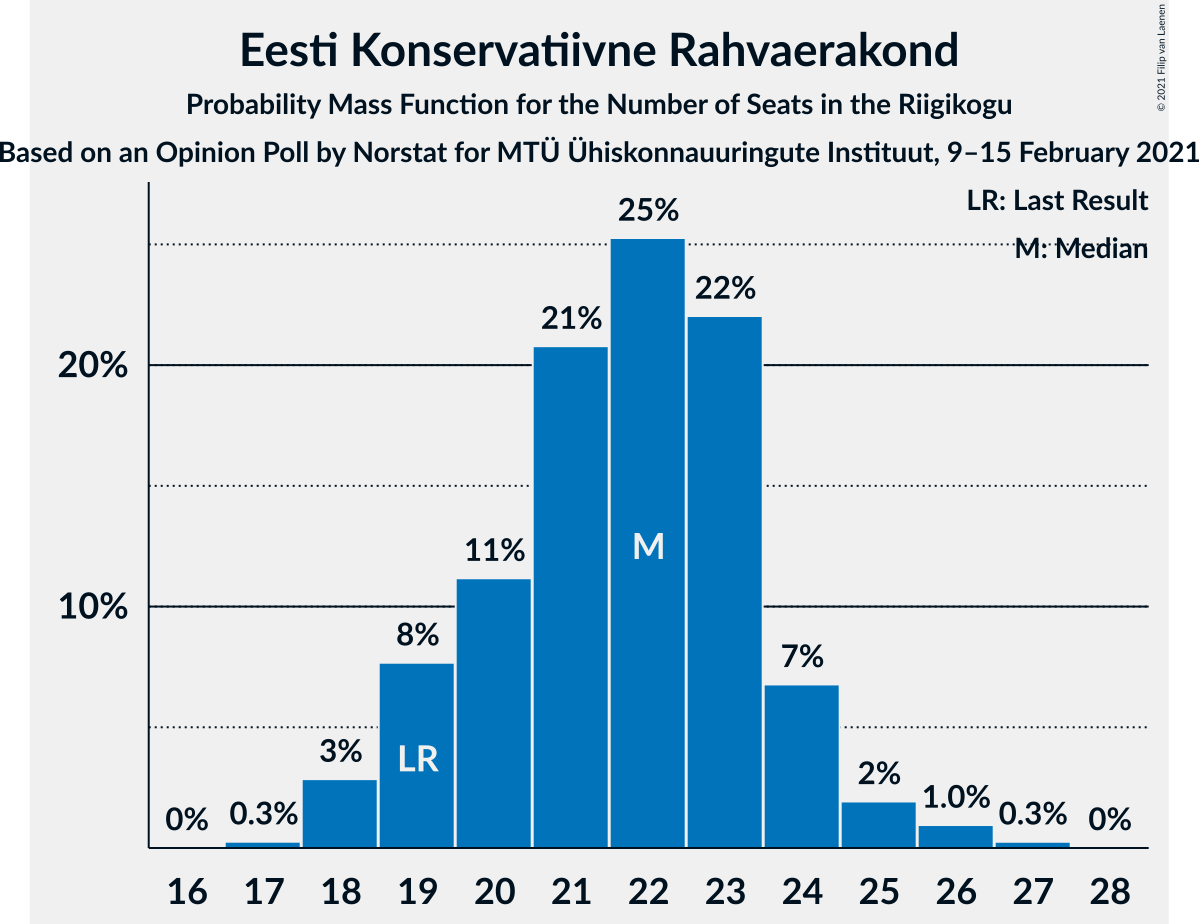 Eesti Konservatiivne Rahvaerakond
Probability Mass Function for the Number of Seats in the Riigikogu
Based on an Opinion Poll by Norstat for MTÜ Ühiskonnauuringute Instituut, 9–15 February 2021
© 2021 Filip van Laenen
LR: Last Result
M: Median
25%
22%
21%
20%
M
11%
10%
8%
7%
3%
LR
2%
1.0%
0% 0.3% 0.3% 0%
16 17 18 19 20 21 22 23 24 25 26 27 28